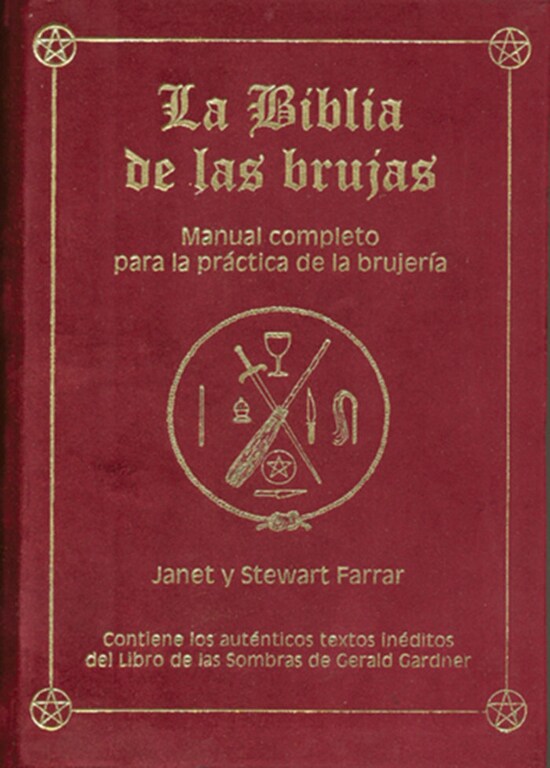 La Biblia
de las brujas
Manual completo
para la práctica de la brujería
Janet y Stewart Farrar
Contiene los auténticos textos inéditos
del Libro de las Sombras de Gerald Gardner